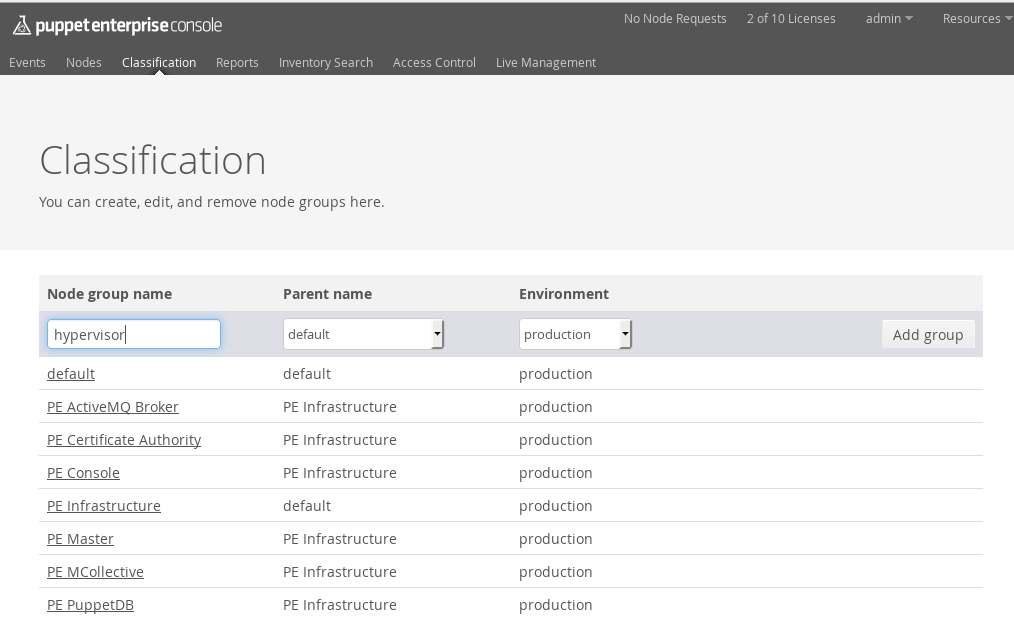 puppet enterprise console No Node Requests 2 of 10 Licenses admin Resources
Events Nodes Classification Reports Inventory Search Access Control Live Management
Classification
You can create, edit, and remove node groups here.
Node group name Parent name Environment
hypervisor default production Add group
default default production
PE ActiveMQ Broker PE Infrastructure production
PE Certificate Authority PE Infrastructure production
PE Console PE Infrastructure production
PE Infrastructure default production
PE Master PE Infrastructure production
PE MCollective PE Infrastructure production
PE PuppetDB PE Infrastructure production